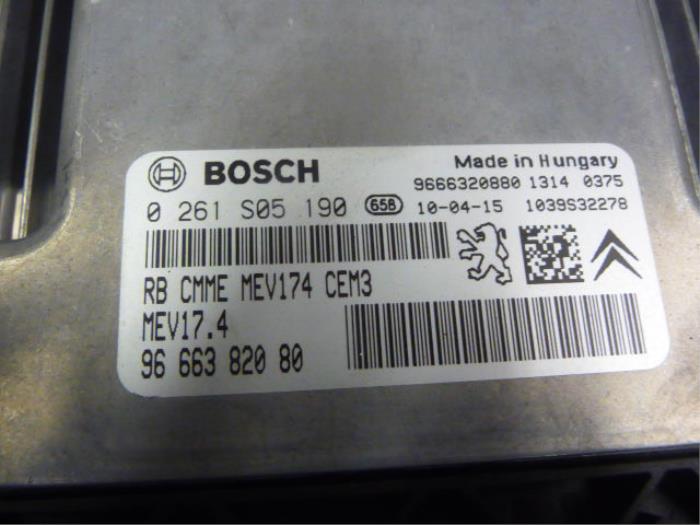 BOSCH
Made in Hungary
9666320880 1314 0375
0 261 S05 190 658 10-04-15 1039S32278
RB CMME MEV174 CEM3
MEV17.4
96 663 820 80